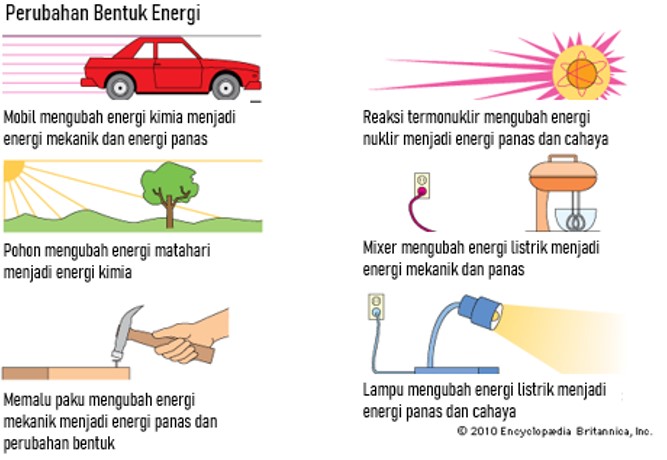 Perubahan Bentuk Energi
Mobil mengubah energi kimia menjadi
energi mekanik dan energi panas
Reaksi termonuklir mengubah energi
nuklir menjadi energi panas dan cahaya
Pohon mengubah energi matahari
menjadi energi kimia
Mixer mengubah energi listrik menjadi
energi mekanik dan panas
Memalu paku mengubah energi
mekanik menjadi energi panas dan
perubahan bentuk
Lampu mengubah energi listrik menjadi
energi panas dan cahaya
© 2010 Encyclopædia Britannica, Inc.